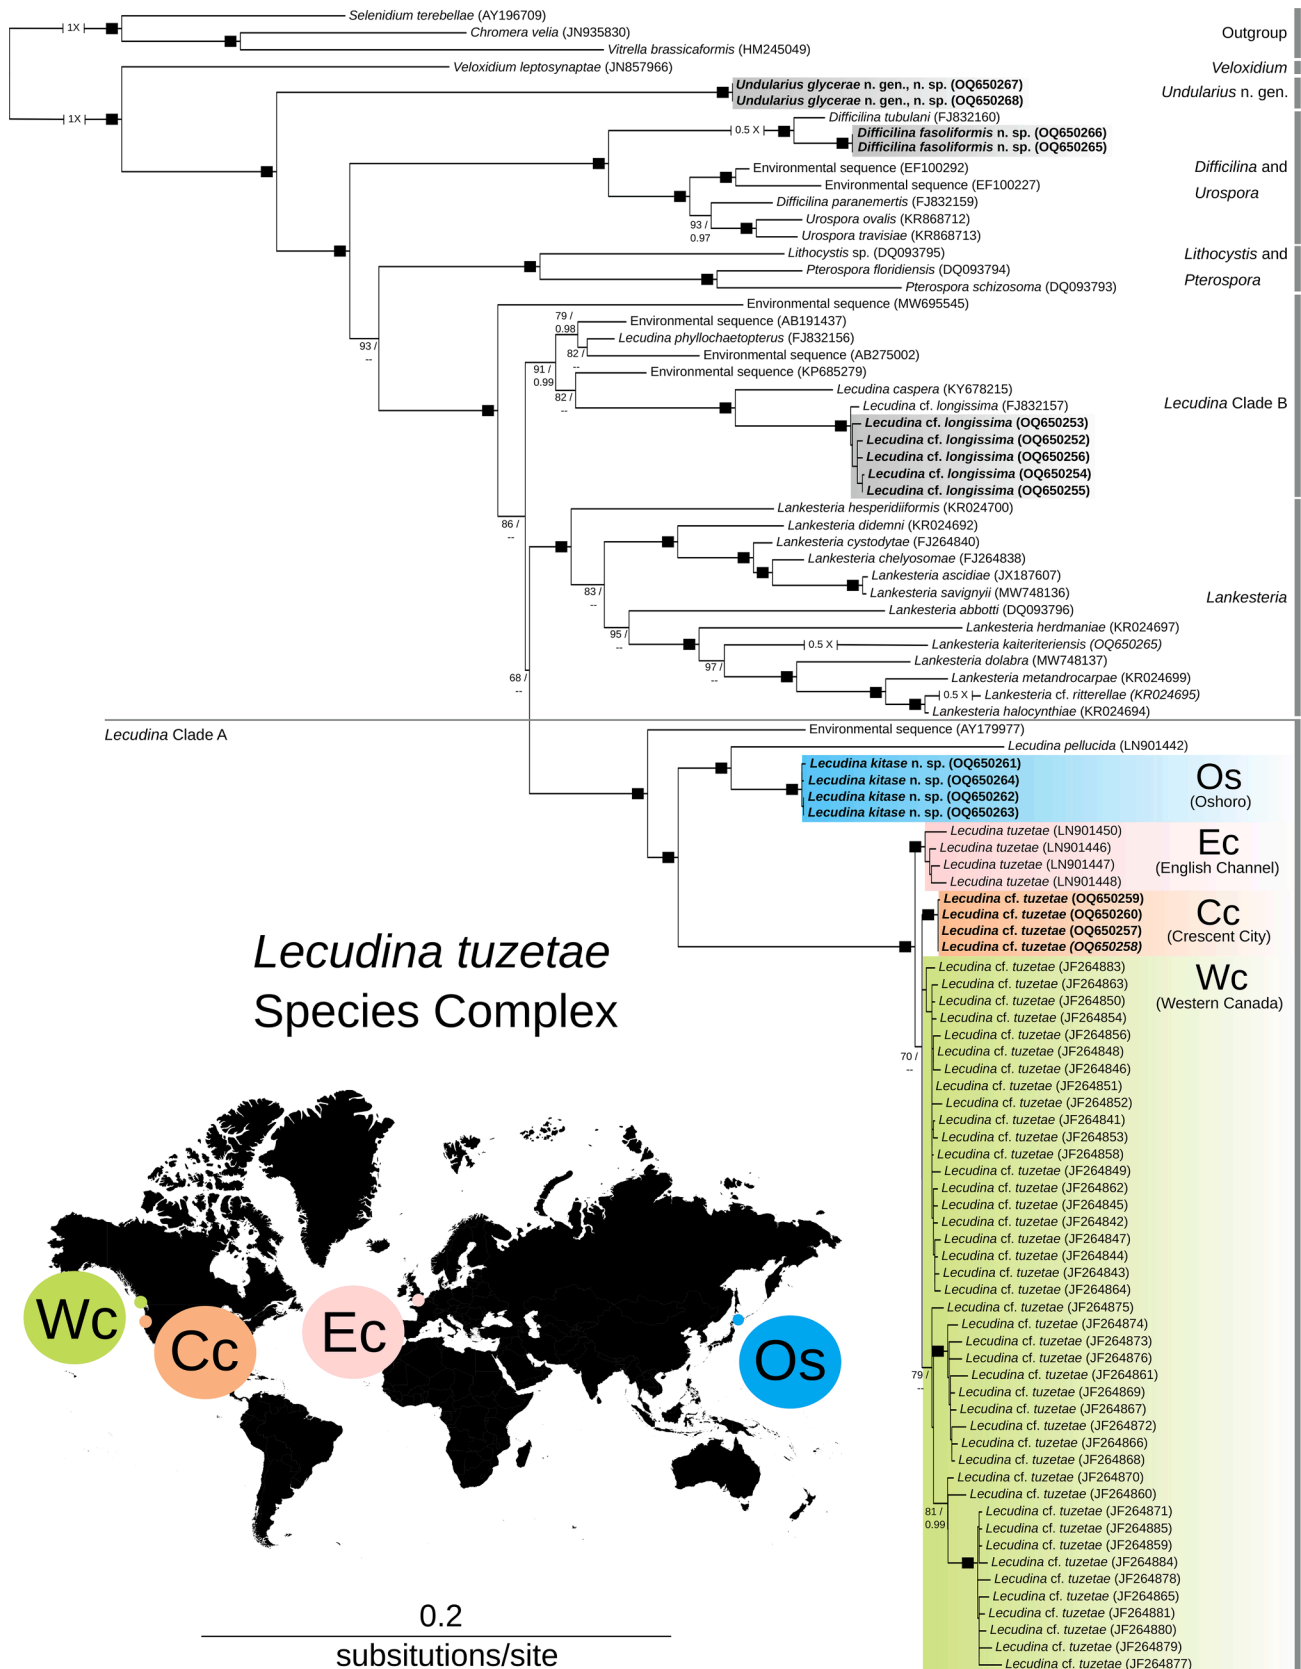 1X
Selenidium terebellae (AY196709)
Chromera velia (JN935830)
Vitrella brassicaformis (HM245049)
Outgroup
1X
Veloxidium leptosynaptae (JN857966)
Veloxidium
Undularius glycerae n. gen., n. sp. (OQ650267)
Undularius glycerae n. gen., n. sp. (OQ650268)
Undularius n. gen.
Difficilina tubulani (FJ832160)
0.5 X
Difficilina fasoliformis n. sp. (OQ650266)
Difficilina fasoliformis n. sp. (OQ650265)
Environmental sequence (EF100292)
Environmental sequence (EF100227)
Difficilina paranemertis (FJ832159)
Urospora ovalis (KR868712)
Urospora travisiae (KR868713)
93 /
0.97
Difficilina and
Urospora
Lithocystis sp. (DQ093795)
Pterospora floridiensis (DQ093794)
Pterospora schizosoma (DQ093793)
Lithocystis and
Pterospora
93 /
--
Environmental sequence (MW695545)
Environmental sequence (AB191437)
79 /
0.98
Lecudina phyllochaetopterus (FJ832156)
82 /
--
Environmental sequence (AB275002)
91 /
0.99
Environmental sequence (KP685279)
82 /
--
Lecudina caspera (KY678215)
Lecudina cf. longissima (FJ832157)
Lecudina cf. longissima (OQ650253)
Lecudina cf. longissima (OQ650252)
Lecudina cf. longissima (OQ650256)
Lecudina cf. longissima (OQ650254)
Lecudina cf. longissima (OQ650255)
Lecudina Clade B
86 /
--
Lankesteria hesperidiiformis (KR024700)
Lankesteria didemni (KR024692)
Lankesteria cystodytae (FJ264840)
Lankesteria chelyosomae (FJ264838)
Lankesteria ascidiae (JX187607)
Lankesteria savignyii (MW748136)
83 /
--
Lankesteria abbotti (DQ093796)
95 /
--
Lankesteria herdmaniae (KR024697)
0.5 X
Lankesteria kaiteriteriensis (OQ650265)
97 /
--
Lankesteria dolabra (MW748137)
Lankesteria metandrocarpae (KR024699)
0.5 X
Lankesteria cf. ritterellae (KR024695)
Lankesteria halocynthiae (KR024694)
Lankesteria
68 /
--
Lecudina Clade A
Environmental sequence (AY179977)
Lecudina pellucida (LN901442)
Lecudina kitase n. sp. (OQ650261)
Lecudina kitase n. sp. (OQ650264)
Lecudina kitase n. sp. (OQ650262)
Lecudina kitase n. sp. (OQ650263)
Os
(Oshoro)
Lecudina tuzetae (LN901450)
Lecudina tuzetae (LN901446)
Lecudina tuzetae (LN901447)
Lecudina tuzetae (LN901448)
Ec
(English Channel)
Lecudina cf. tuzetae (OQ650259)
Lecudina cf. tuzetae (OQ650260)
Lecudina cf. tuzetae (OQ650257)
Lecudina cf. tuzetae (OQ650258)
Cc
(Crescent City)
Lecudina tuzetae
Species Complex
Wc
(Western Canada)
Lecudina cf. tuzetae (JF264883)
Lecudina cf. tuzetae (JF264863)
Lecudina cf. tuzetae (JF264850)
Lecudina cf. tuzetae (JF264854)
Lecudina cf. tuzetae (JF264856)
Lecudina cf. tuzetae (JF264848)
70 /
--
Lecudina cf. tuzetae (JF264846)
Lecudina cf. tuzetae (JF264851)
Lecudina cf. tuzetae (JF264852)
Lecudina cf. tuzetae (JF264841)
Lecudina cf. tuzetae (JF264853)
Lecudina cf. tuzetae (JF264858)
Lecudina cf. tuzetae (JF264849)
Lecudina cf. tuzetae (JF264862)
Lecudina cf. tuzetae (JF264845)
Lecudina cf. tuzetae (JF264842)
Lecudina cf. tuzetae (JF264847)
Lecudina cf. tuzetae (JF264844)
Lecudina cf. tuzetae (JF264843)
Lecudina cf. tuzetae (JF264864)
Lecudina cf. tuzetae (JF264875)
Lecudina cf. tuzetae (JF264874)
Lecudina cf. tuzetae (JF264873)
Lecudina cf. tuzetae (JF264876)
79 /
--
Lecudina cf. tuzetae (JF264861)
Lecudina cf. tuzetae (JF264869)
Lecudina cf. tuzetae (JF264867)
Lecudina cf. tuzetae (JF264872)
Lecudina cf. tuzetae (JF264866)
Lecudina cf. tuzetae (JF264868)
Lecudina cf. tuzetae (JF264870)
Lecudina cf. tuzetae (JF264860)
81 /
0.99
Lecudina cf. tuzetae (JF264871)
Lecudina cf. tuzetae (JF264885)
Lecudina cf. tuzetae (JF264859)
Lecudina cf. tuzetae (JF264884)
Lecudina cf. tuzetae (JF264878)
Lecudina cf. tuzetae (JF264865)
Lecudina cf. tuzetae (JF264881)
Lecudina cf. tuzetae (JF264880)
Lecudina cf. tuzetae (JF264879)
Lecudina cf. tuzetae (JF264877)
Wc
Cc
Ec
Os
0.2
subsitutions/site